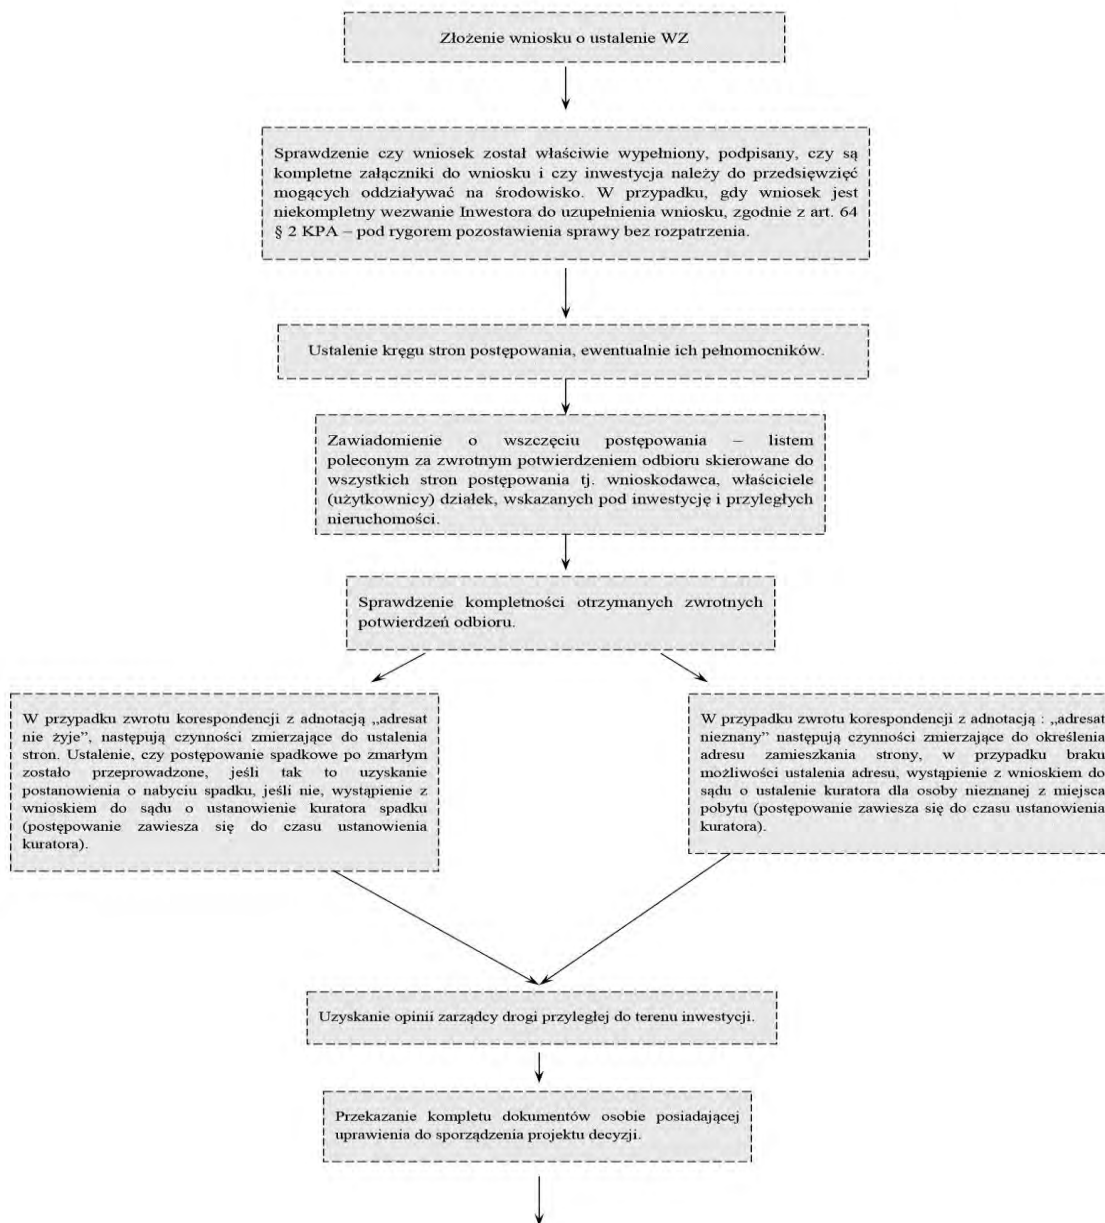 Złożenie wniosku o ustalenie WZ
Sprawdzenie czy wniosek został właściwie wypełniony, podpisany, czy są
kompletne załączniki do wniosku i czy inwestycja należy do przedsięwzięć
mogących oddziaływać na środowisko. W przypadku, gdy wniosek jest
niekompletny wezwanie Inwestora do uzupełnienia wniosku, zgodnie z art. 64
§ 2 KPA – pod rygorem pozostawienia sprawy bez rozpatrzenia.
Ustalenie kręgu stron postępowania, ewentualnie ich pełnomocników.
Zawiadomienie o wszczęciu postępowania – listem
poleconym za zwrotnym potwierdzeniem odbioru skierowane do
wszystkich stron postępowania tj. wnioskodawca, właściciele
(użytkownicy) działek, wskazanych pod inwestycję i przyległych
nieruchomości.
Sprawdzenie kompletności otrzymanych zwrotnych
potwierdzeń odbioru.
W przypadku zwrotu korespondencji z adnotacją „adresat
nie żyje”, następują czynności zmierzające do ustalenia
stron. Ustalenie, czy postępowanie spadkowe po zmarłym
zostało przeprowadzone, jeśli tak to uzyskanie
postanowienia o nabyciu spadku, jeśli nie, wystąpienie z
wnioskiem do sądu o ustanowienie kuratora spadku
(postępowanie zawiesza się do czasu ustanowienia
kuratora).
W przypadku zwrotu korespondencji z adnotacją : „adresat
nieznany” następują czynności zmierzające do określenia
adresu zamieszkania strony, w przypadku braku
możliwości ustalenia adresu, wystąpienie z wnioskiem do
sądu o ustalenie kuratora dla osoby nieznanej z miejsca
pobytu (postępowanie zawiesza się do czasu ustanowienia
kuratora).
Uzyskanie opinii zarządcy drogi przyległej do terenu inwestycji.
Przekazanie kompletu dokumentów osobie posiadającej
uprawienia do sporządzenia projektu decyzji.